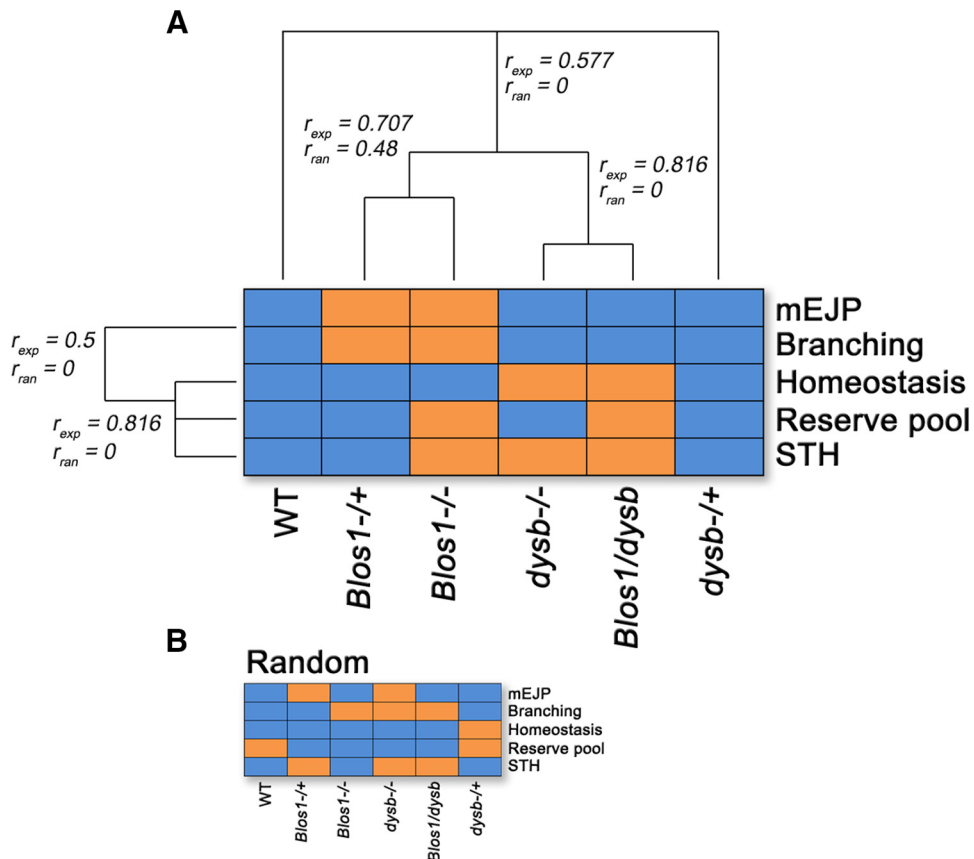 A
r_exp = 0.577
r_ran = 0
r_exp = 0.707
r_ran = 0.48
r_exp = 0.816
r_ran = 0
mEJP
Branching
Homeostasis
Reserve pool
STH
r_exp = 0.5
r_ran = 0
r_exp = 0.816
r_ran = 0
WT
Blos1-/+
Blos1-/-
dysb-/-
Blos1/dysb
dysb-/+
B
Random
mEJP
Branching
Homeostasis
Reserve pool
STH
WT
Blos1-/+
Blos1-/-
dysb-/-
Blos1/dysb
dysb-/+